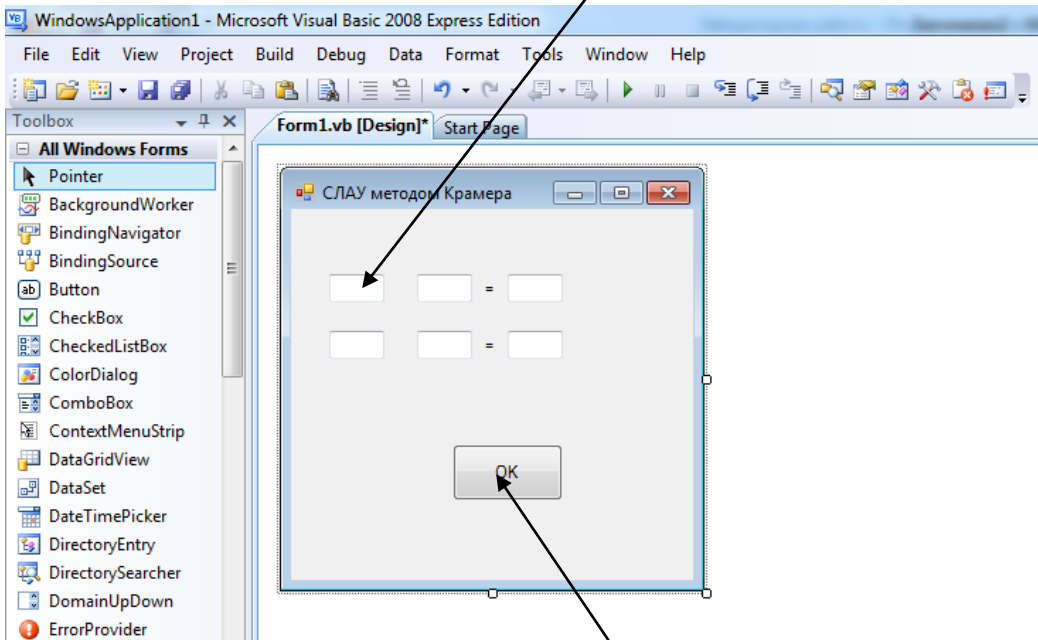 WindowsApplication1 - Microsoft Visual Basic 2008 Express Edition
File Edit View Project Build Debug Data Format Tools Window Help
Toolbox
Form1.vb [Design]* Start Page
All Windows Forms
Pointer
BackgroundWorker
BindingNavigator
BindingSource
ab Button
CheckBox
CheckedListBox
ColorDialog
ComboBox
ContextMenuStrip
DataGridView
DataSet
DateTimePicker
DirectoryEntry
DirectorySearcher
DomainUpDown
ErrorProvider
СЛАУ методом Крамера
=
=
OK